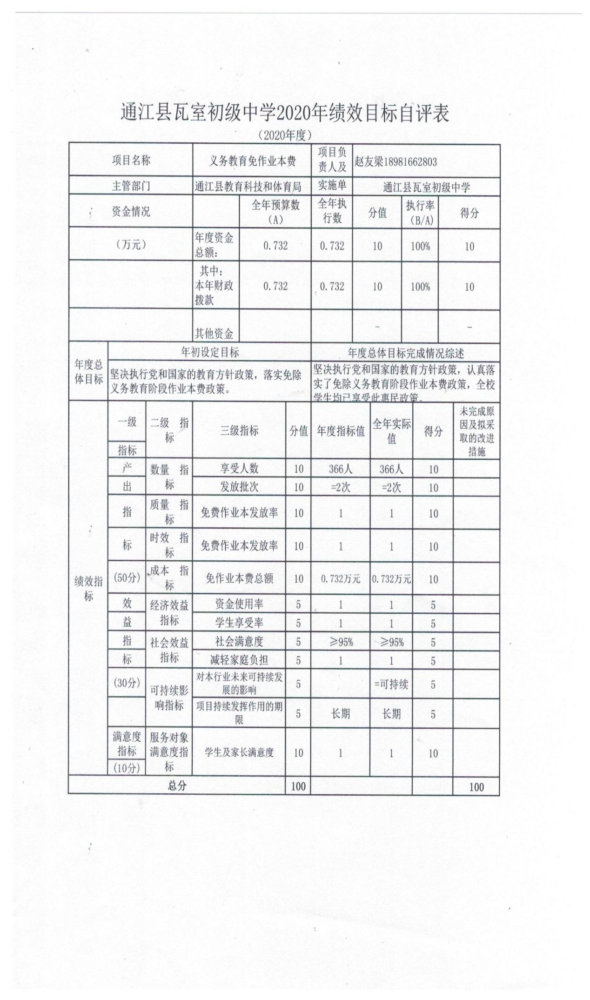 通江县瓦室初级中学2020年绩效目标自评表
（2020年度）
项目名称 义务教育免作业本费 项目负责人及 赵友梁18981662803
主管部门 通江县教育科技和体育局 实施单 通江县瓦室初级中学
资金情况 全年预算数（A） 全年执行数 分值 执行率（B/A） 得分
（万元） 年度资金总额： 0.732 0.732 10 100% 10
其中：本年财政拨款 0.732 0.732 10 100% 10
其他资金 - -
年度总体目标 年初设定目标 年度总体目标完成情况综述
坚决执行党和国家的教育方针政策，落实免除
义务教育阶段作业本费政策。
坚决执行党和国家的教育方针政策，认真落
实了免除义务教育阶段作业本费政策，全校
学生均已享受此惠民政策。
绩效指标 一级 指标 二级 指标 三级指标 分值 年度指标值 全年实际值 得分 未完成原因及拟采取的改进措施
产 数量 指标 享受人数 10 366人 366人 10
出 发放批次 10 =2次 =2次 10
指 质量 指标 免费作业本发放率 10 1 1 10
标 时效 指标 免费作业本发放率 10 1 1 10
(50分) 成本 指标 免作业本费总额 10 0.732万元 0.732万元 10
效 经济效益指标 资金使用率 5 1 1 5
益 学生享受率 5 1 1 5
指 社会效益指标 社会满意度 5 ≥95% ≥95% 5
标 减轻家庭负担 5 1 1 5
(30分) 可持续影响指标 对本行业未来可持续发展的影响 5 =可持续 5
项目持续发挥作用的期限 5 长期 长期 5
满意度指标 (10分) 服务对象满意度指标 学生及家长满意度 10 1 1 10
总分 100 100